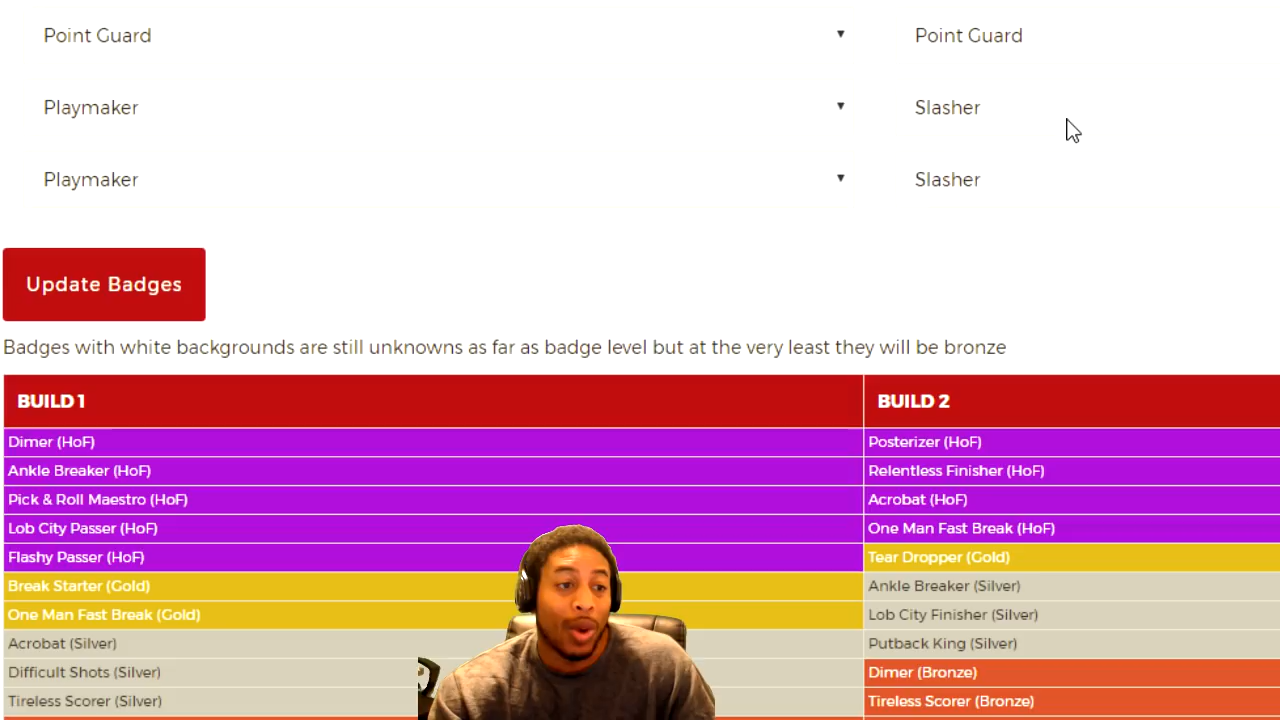 Point Guard
Point Guard
Playmaker
Slasher
Playmaker
Slasher
Update Badges
Badges with white backgrounds are still unknowns as far as badge level but at the very least they will be bronze
BUILD 1
BUILD 2
Dimer (HoF)
Posterizer (HoF)
Ankle Breaker (HoF)
Relentless Finisher (HoF)
Pick & Roll Maestro (HoF)
Acrobat (HoF)
Lob City Passer (HoF)
One Man Fast Break (HoF)
Flashy Passer (HoF)
Tear Dropper (Gold)
Break Starter (Gold)
Ankle Breaker (Silver)
One Man Fast Break (Gold)
Lob City Finisher (Silver)
Acrobat (Silver)
Putback King (Silver)
Difficult Shots (Silver)
Dimer (Bronze)
Tireless Scorer (Silver)
Tireless Scorer (Bronze)